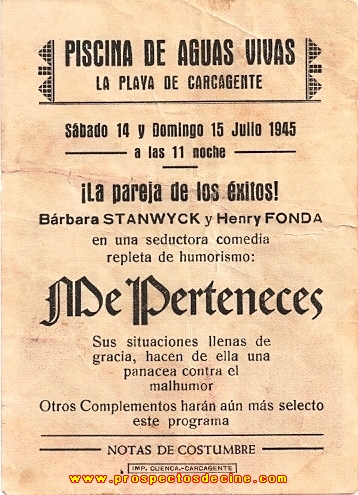 PISCINA DE AGUAS VIVAS
LA PLAYA DE CARCAGENTE
Sábado 14 y Domingo 15 Julio 1945
a las 11 noche
¡La pareja de los éxitos!
Bárbara STANWYCK y Henry FONDA
en una seductora comedia
repleta de humorismo:
Me Perteneces
Sus situaciones llenas de
gracia, hacen de ella una
panacea contra el
malhumor
Otros Complementos harán aún más selecto
este programa
NOTAS DE COSTUMBRE
IMP. CUENCA.-CARCAGENTE
www.prospectosdecine.com